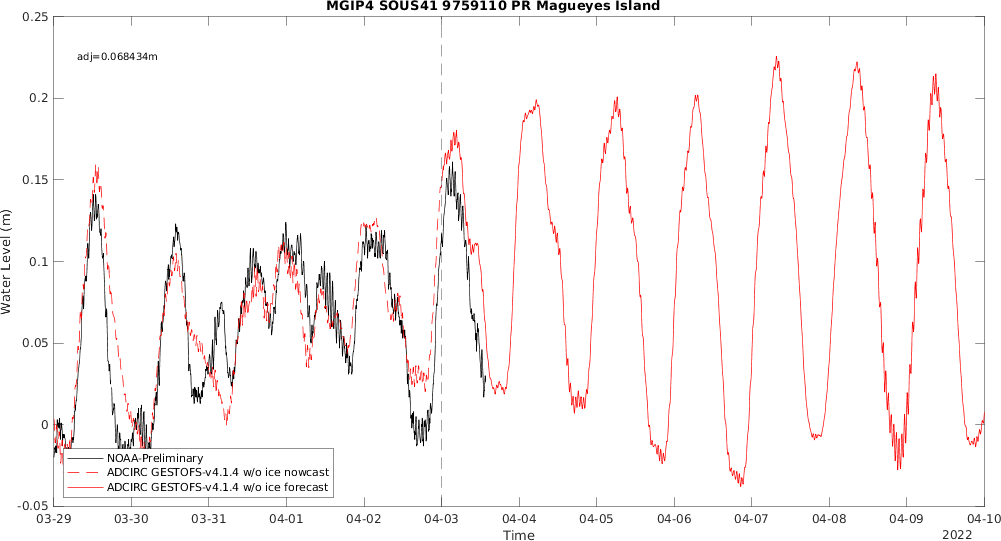 MGIP4 SOUS41 9759110 PR Magueyes Island
adj=0.068434m
Water Level (m)
0.25
0.2
0.15
0.1
0.05
0
-0.05
NOAA-Preliminary
ADCIRC GESTOFS-v4.1.4 w/o ice nowcast
ADCIRC GESTOFS-v4.1.4 w/o ice forecast
03-29 03-30 03-31 04-01 04-02 04-03 04-04 04-05 04-06 04-07 04-08 04-09 04-10
Time
2022